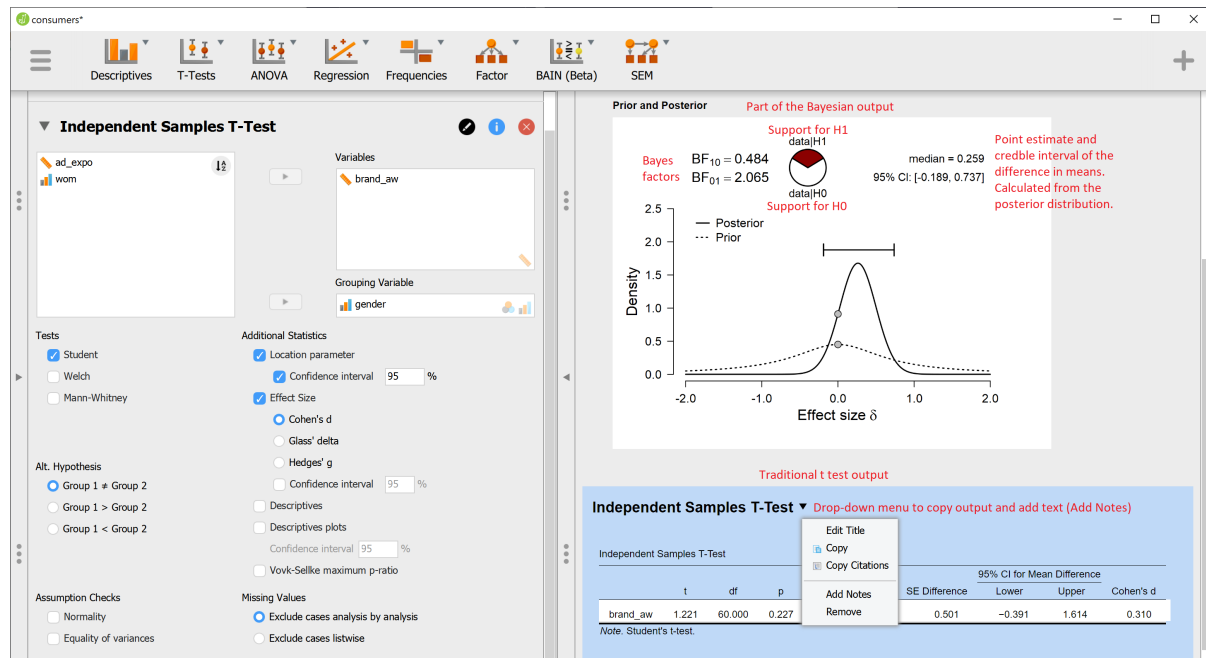 consumers*
Descriptives T-Tests ANOVA Regression Frequencies Factor BAIN (Beta) SEM
Independent Samples T-Test
ad_expo
wom
Variables
brand_aw
Grouping Variable
gender
Tests
Student
Welch
Mann-Whitney
Alt. Hypothesis
Group 1 ≠ Group 2
Group 1 > Group 2
Group 1 < Group 2
Assumption Checks
Normality
Equality of variances
Additional Statistics
Location parameter
Confidence interval 95 %
Effect Size
Cohen's d
Glass' delta
Hedges' g
Confidence interval 95 %
Descriptives
Descriptives plots
Confidence interval 95 %
Vovk-Sellke maximum p-ratio
Missing Values
Exclude cases analysis by analysis
Exclude cases listwise
Prior and Posterior
Part of the Bayesian output
Support for H1
data|H1
Bayes
factors
BF10 = 0.484
BF01 = 2.065
data|H0
Support for H0
median = 0.259
95% CI: [-0.189, 0.737]
Point estimate and
credble interval of the
difference in means.
Calculated from the
posterior distribution.
Posterior
Prior
Density
2.5
2.0
1.5
1.0
0.5
0.0
-2.0 -1.0 0.0 1.0 2.0
Effect size δ
Traditional t test output
Independent Samples T-Test
Drop-down menu to copy output and add text (Add Notes)
Edit Title
Copy
Copy Citations
Add Notes
Remove
Independent Samples T-Test
95% CI for Mean Difference
t df p SE Difference Lower Upper Cohen's d
brand_aw 1.221 60.000 0.227 0.501 −0.391 1.614 0.310
Note. Student's t-test.